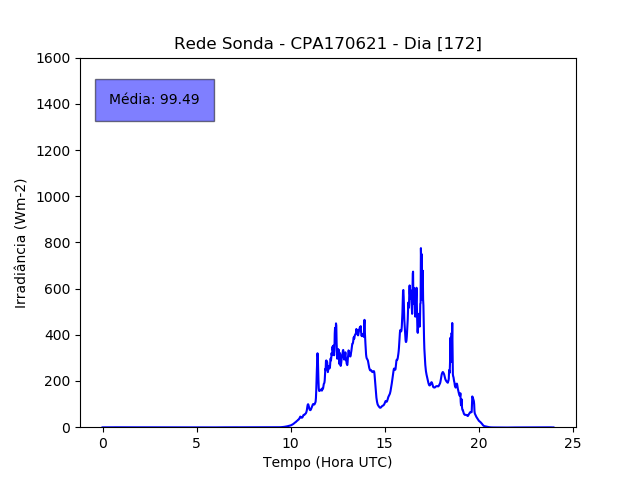 Rede Sonda - CPA170621 - Dia [172]
1600
1400
1200
1000
800
600
400
200
0
Média: 99.49
Irradiância (Wm-2)
0 5 10 15 20 25
Tempo (Hora UTC)